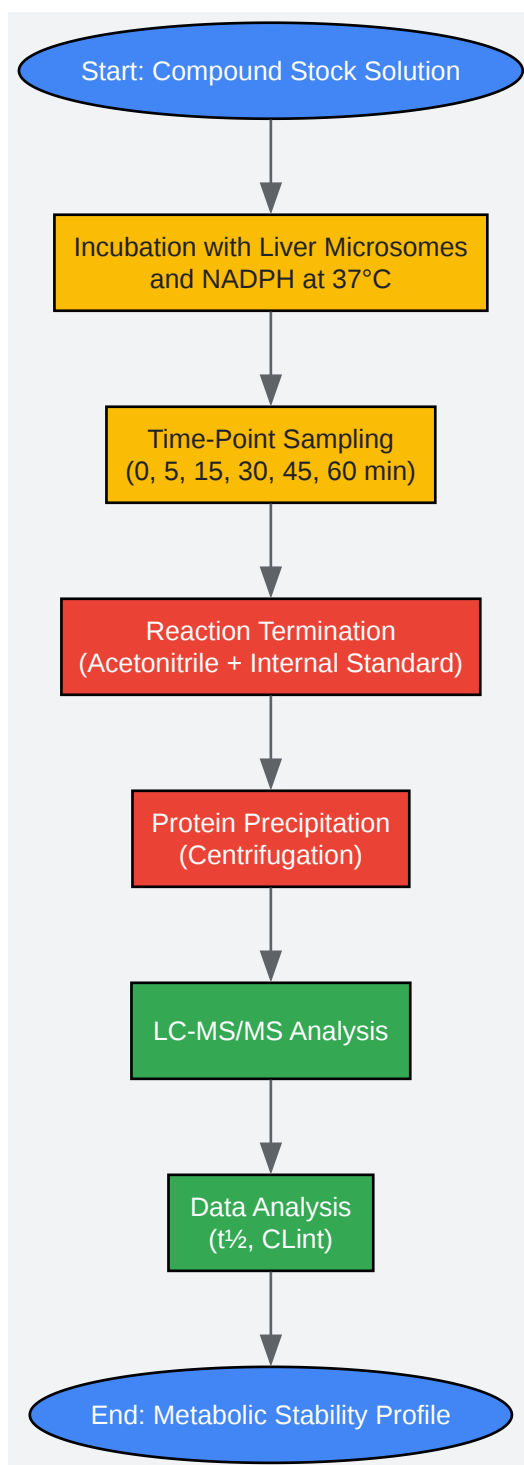 Start: Compound Stock Solution
Incubation with Liver Microsomes
and NADPH at 37°C
Time-Point Sampling
(0, 5, 15, 30, 45, 60 min)
Reaction Termination
(Acetonitrile + Internal Standard)
Protein Precipitation
(Centrifugation)
LC-MS/MS Analysis
Data Analysis
(t½, CLint)
End: Metabolic Stability Profile